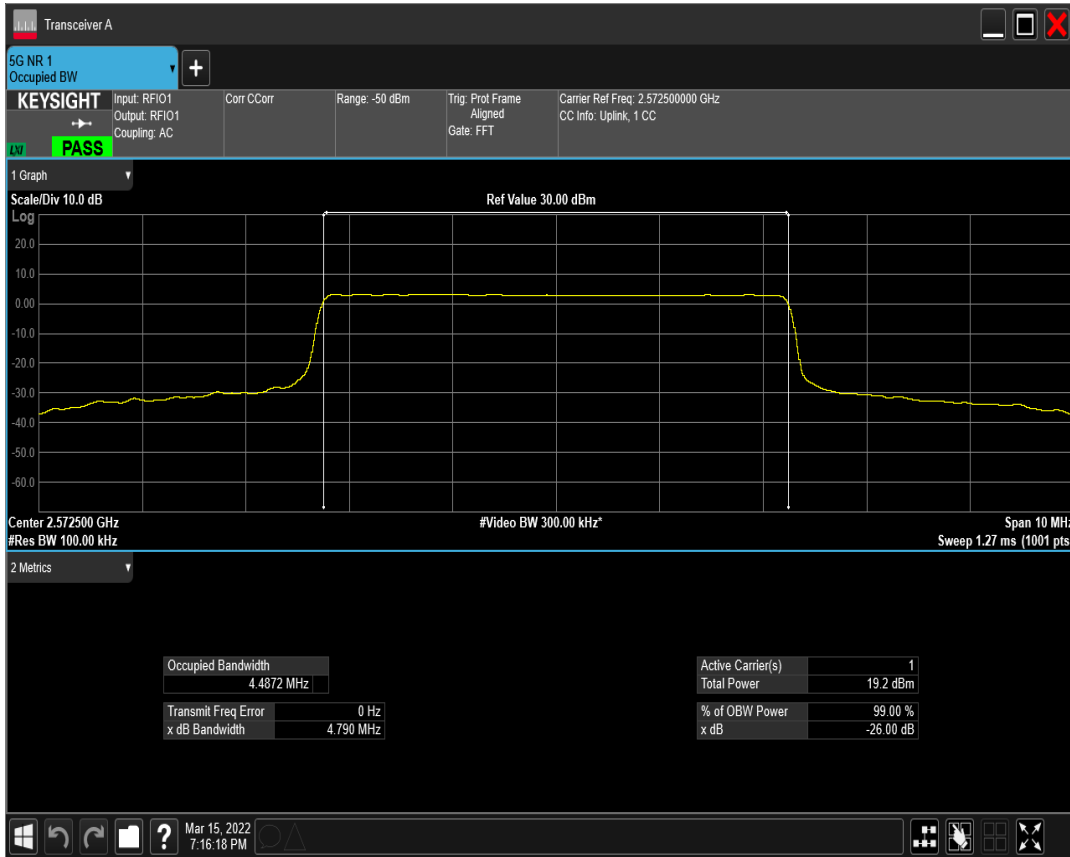 Transceiver A
5G NR 1
Occupied BW
KEYSIGHT
LXI
PASS
Input: RFIO1
Output: RFIO1
Coupling: AC
Corr CCorr
Range: -50 dBm
Trig: Prot Frame
Aligned
Gate: FFT
Carrier Ref Freq: 2.572500000 GHz
CC Info: Uplink, 1 CC
1 Graph
Scale/Div 10.0 dB
Ref Value 30.00 dBm
Log
20.0
10.0
0.00
-10.0
-20.0
-30.0
-40.0
-50.0
-60.0
Center 2.572500 GHz
#Video BW 300.00 kHz*
Span 10 MHz
#Res BW 100.00 kHz
Sweep 1.27 ms (1001 pts
2 Metrics
Occupied Bandwidth
4.4872 MHz
Transmit Freq Error 0 Hz
x dB Bandwidth 4.790 MHz
Active Carrier(s) 1
Total Power 19.2 dBm
% of OBW Power 99.00 %
x dB -26.00 dB
?
Mar 15, 2022
7:16:18 PM